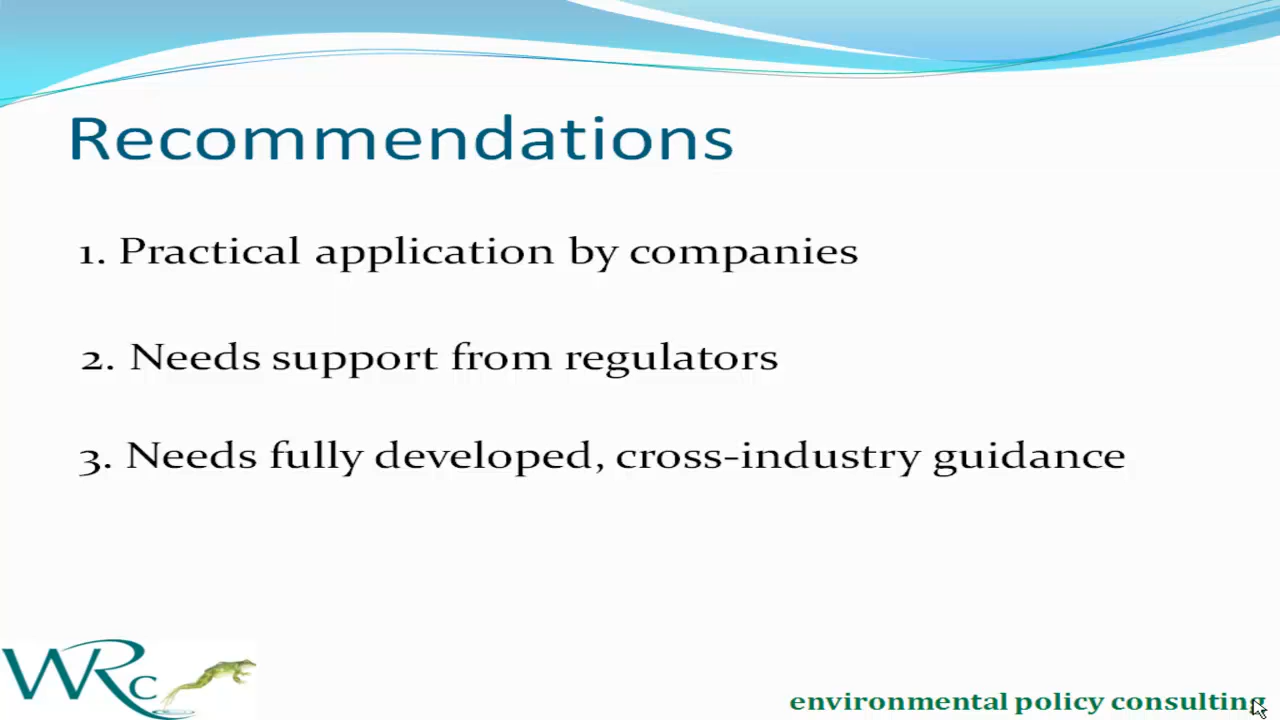 Recommendations
1. Practical application by companies
2. Needs support from regulators
3. Needs fully developed, cross-industry guidance
WRc
environmental policy consulting